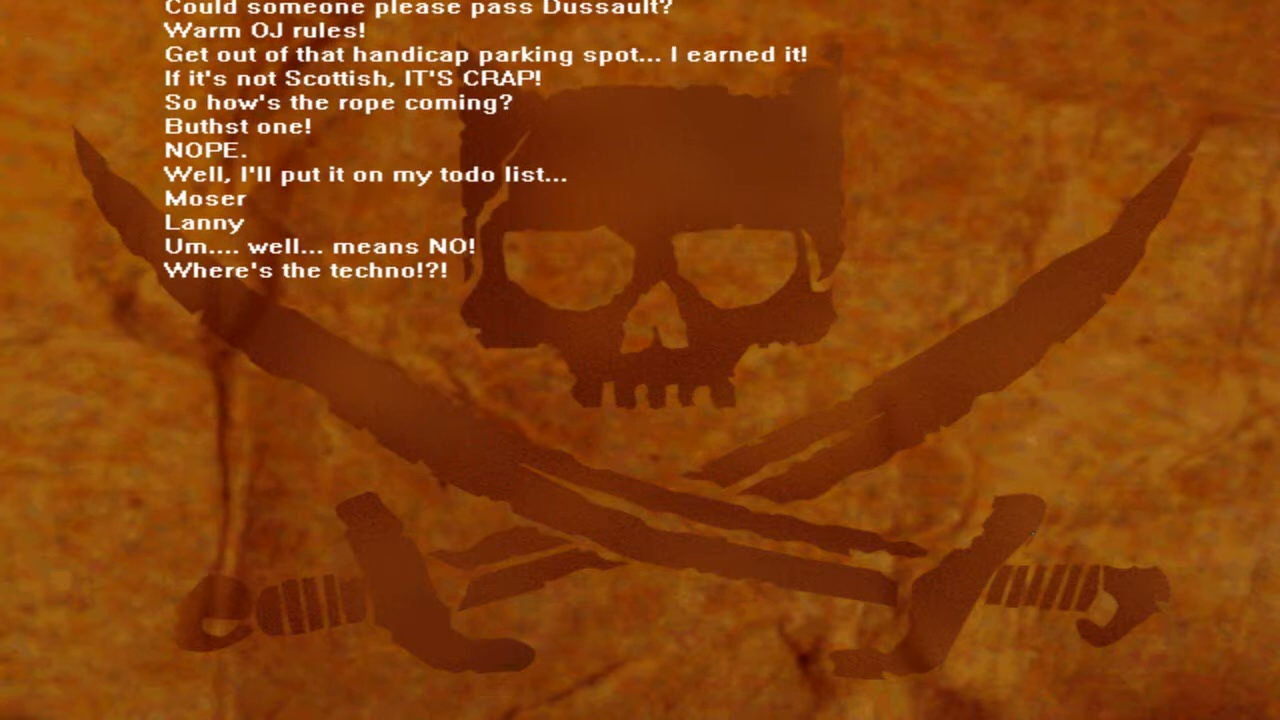 Could someone please pass Dussault?
Warm OJ rules!
Get out of that handicap parking spot... I earned it!
If it's not Scottish, IT'S CRAP!
So how's the rope coming?
Buthst one!
NOPE.
Well, I'll put it on my todo list...
Moser
Lanny
Um.... well... means NO!
Where's the techno!?!